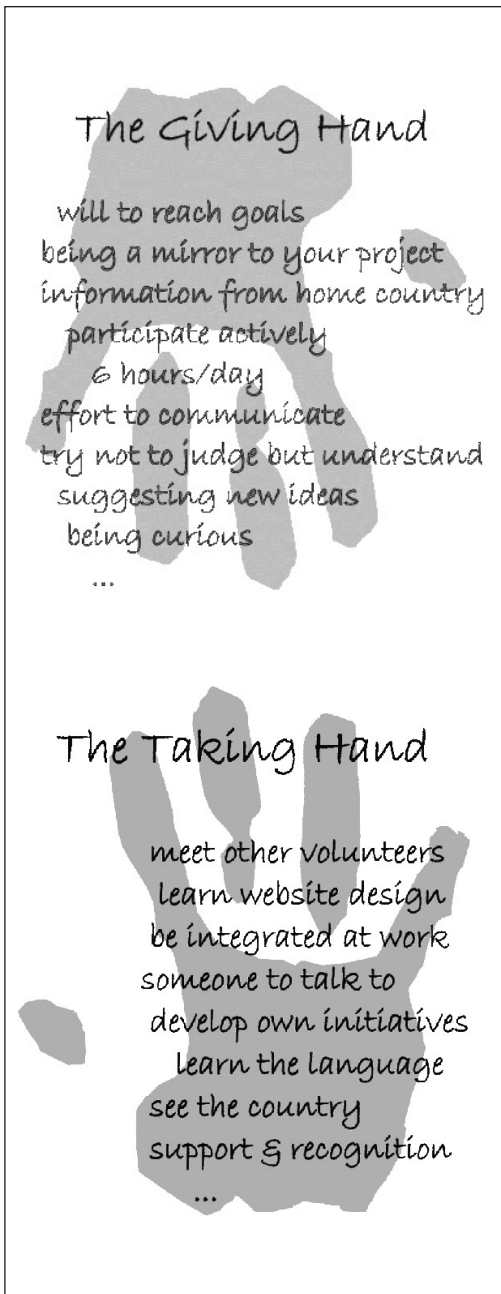 The Giving Hand
will to reach goals
being a mirror to your project
information from home country
participate actively
6 hours/day
effort to communicate
try not to judge but understand
suggesting new ideas
being curious
...
The Taking Hand
meet other volunteers
learn website design
be integrated at work
someone to talk to
develop own initiatives
learn the language
see the country
support & recognition
...